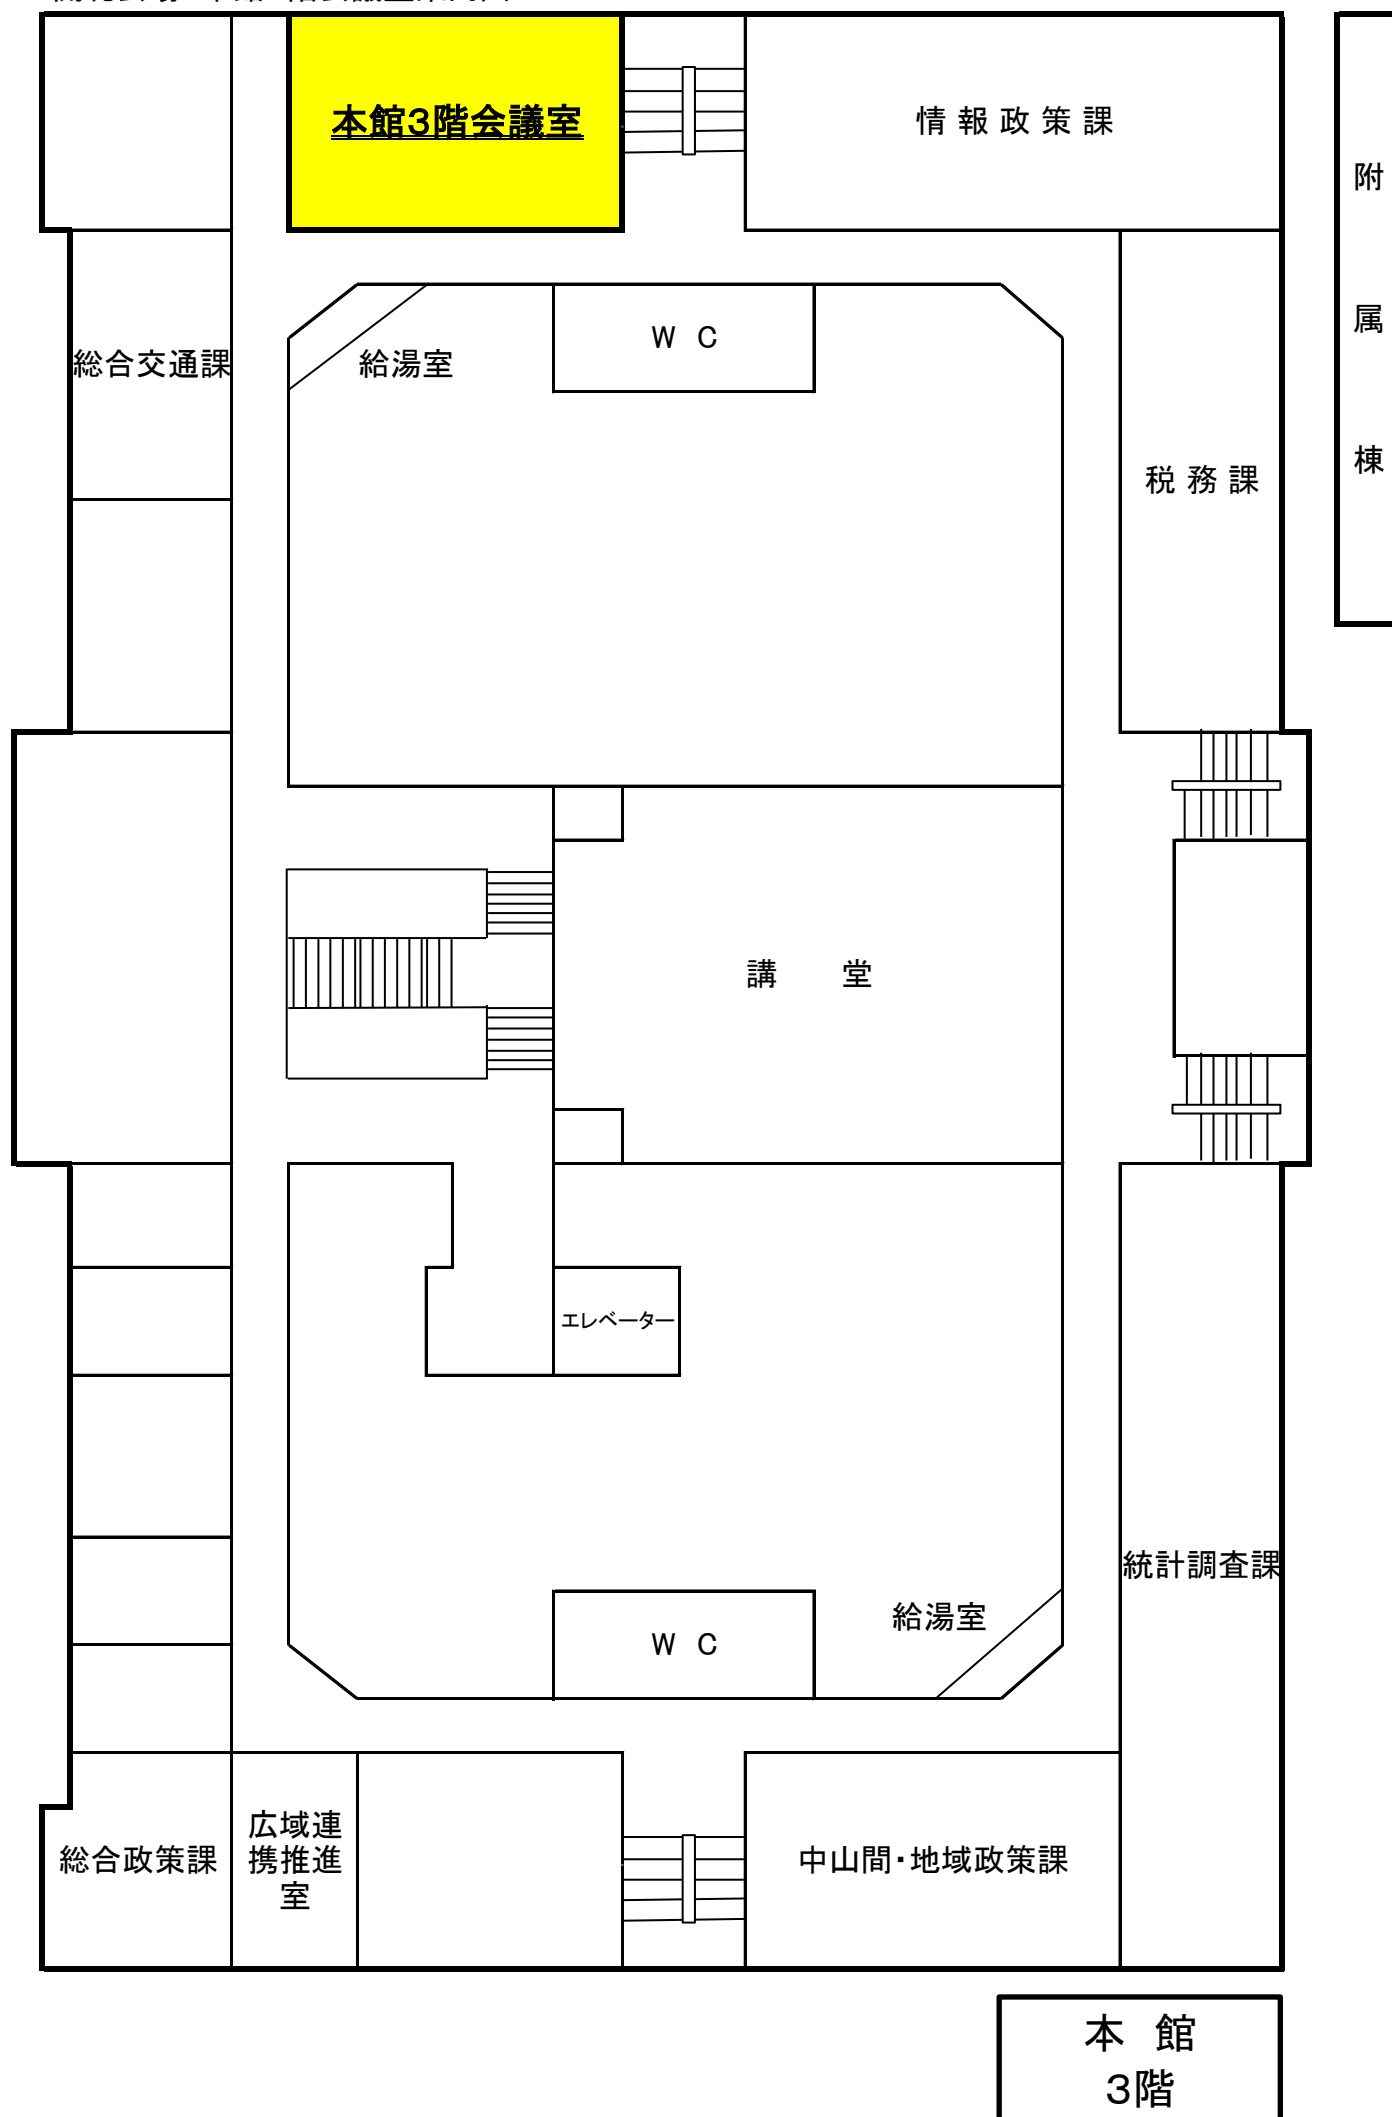 本館3階会議室
情報政策課
附属棟
W C
総合交通課
給湯室
税務課
講 堂
エレベーター
統計調査課
給湯室
W C
広域連
携推進
室
総合政策課
中山間・地域政策課
本 館
3階